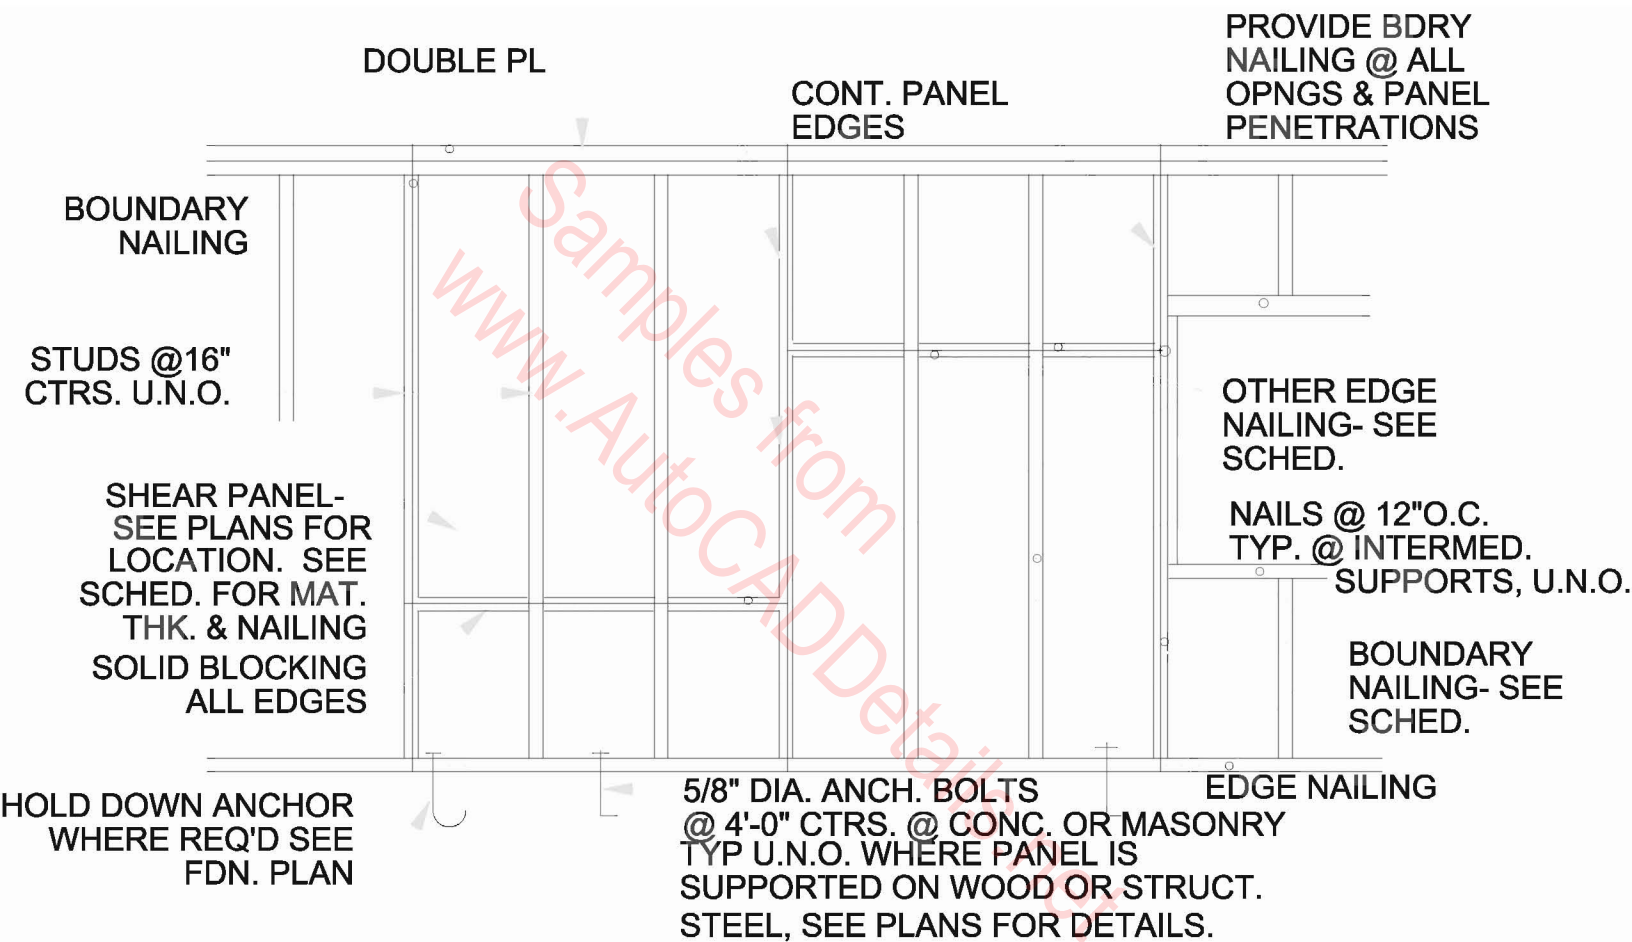 DOUBLE PL
CONT. PANEL
EDGES
PROVIDE BDRY
NAILING @ ALL
OPNGS & PANEL
PENETRATIONS
BOUNDARY
NAILING
STUDS @16"
CTRS. U.N.O.
SHEAR PANEL-
SEE PLANS FOR
LOCATION. SEE
SCHED. FOR MAT.
THK. & NAILING
SOLID BLOCKING
ALL EDGES
HOLD DOWN ANCHOR
WHERE REQ'D SEE
FDN. PLAN
5/8" DIA. ANCH. BOLTS
@ 4'-0" CTRS. @ CONC. OR MASONRY
TYP U.N.O. WHERE PANEL IS
SUPPORTED ON WOOD OR STRUCT.
STEEL, SEE PLANS FOR DETAILS.
OTHER EDGE
NAILING- SEE
SCHED.
NAILS @ 12"O.C.
TYP. @ INTERMED.
SUPPORTS, U.N.O.
BOUNDARY
NAILING- SEE
SCHED.
EDGE NAILING
Samples from
www.AutoCADDetails.net